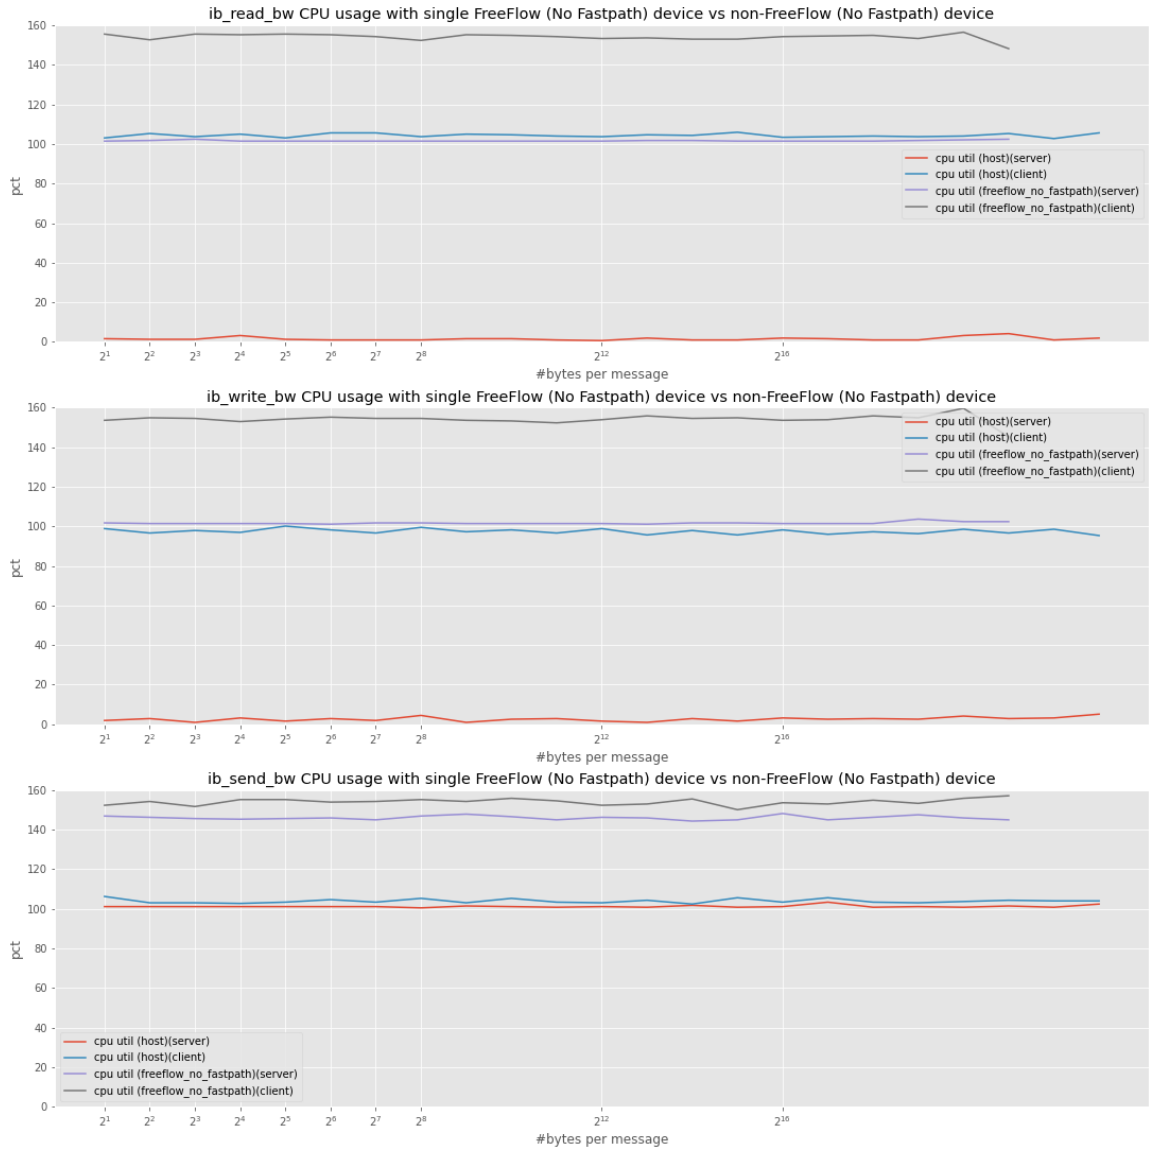 ib_read_bw CPU usage with single FreeFlow (No Fastpath) device vs non-FreeFlow (No Fastpath) device
160
140
120
100
80
60
40
20
0
pct
cpu util (host)(server)
cpu util (host)(client)
cpu util (freeflow_no_fastpath)(server)
cpu util (freeflow_no_fastpath)(client)
2¹ 2² 2³ 2⁴ 2⁵ 2⁶ 2⁷ 2⁸ 2¹² 2¹⁶
#bytes per message
ib_write_bw CPU usage with single FreeFlow (No Fastpath) device vs non-FreeFlow (No Fastpath) device
160
140
120
100
80
60
40
20
0
pct
cpu util (host)(server)
cpu util (host)(client)
cpu util (freeflow_no_fastpath)(server)
cpu util (freeflow_no_fastpath)(client)
2¹ 2² 2³ 2⁴ 2⁵ 2⁶ 2⁷ 2⁸ 2¹² 2¹⁶
#bytes per message
ib_send_bw CPU usage with single FreeFlow (No Fastpath) device vs non-FreeFlow (No Fastpath) device
160
140
120
100
80
60
40
20
0
pct
cpu util (host)(server)
cpu util (host)(client)
cpu util (freeflow_no_fastpath)(server)
cpu util (freeflow_no_fastpath)(client)
2¹ 2² 2³ 2⁴ 2⁵ 2⁶ 2⁷ 2⁸ 2¹² 2¹⁶
#bytes per message